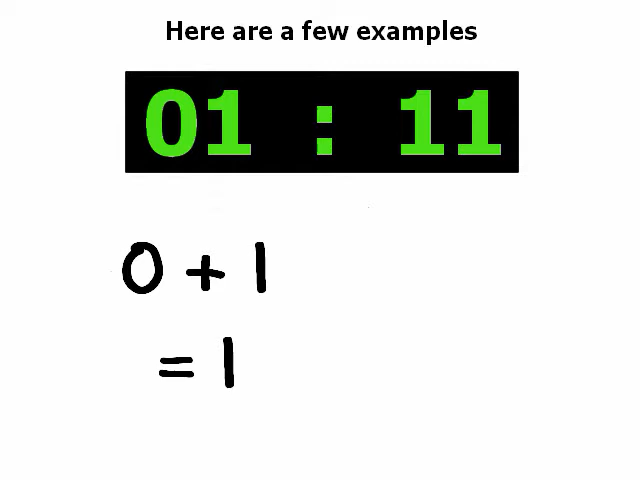 Here are a few examples
01 : 11
0 + 1
= 1